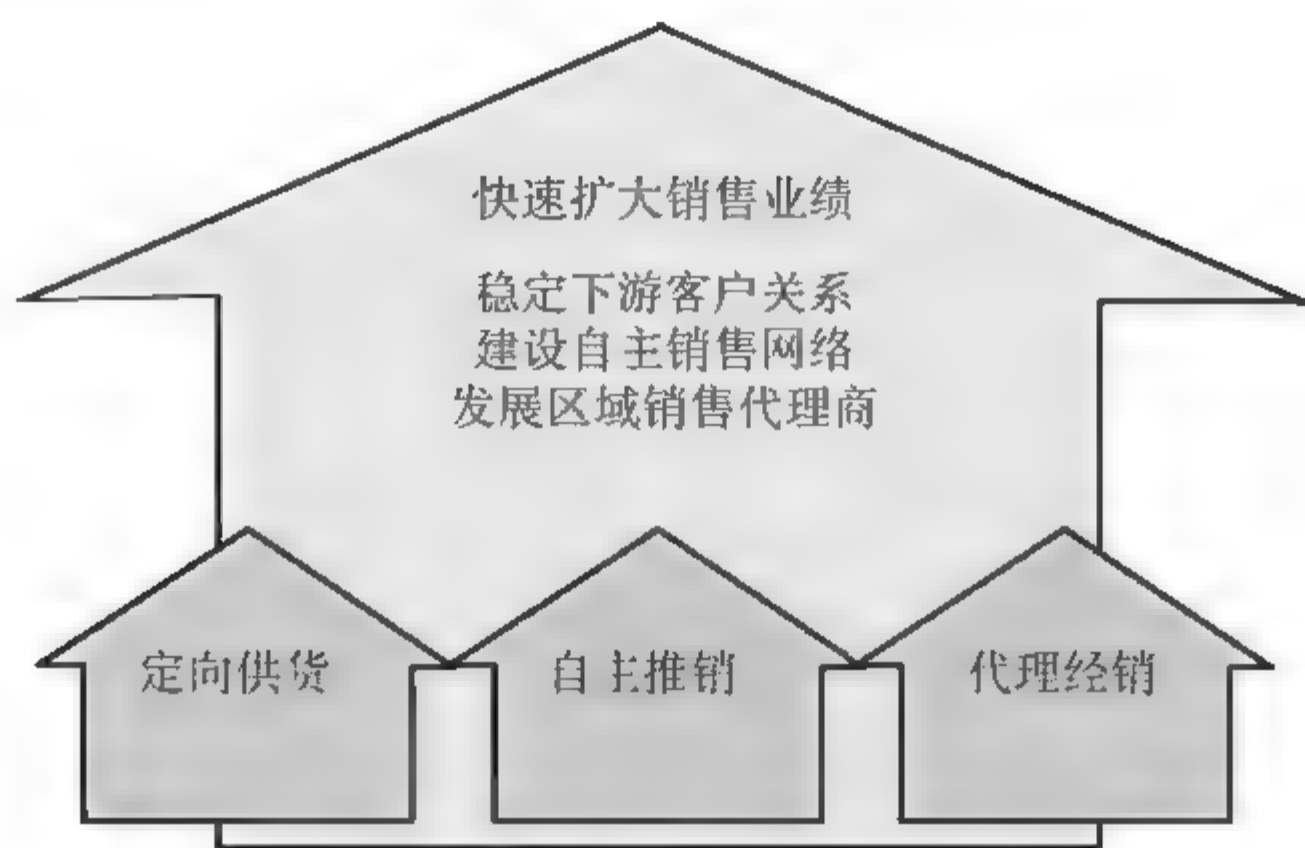 快速扩大销售业绩
稳定下游客户关系
建设自主销售网络
发展区域销售代理商
定向供货
自主推销
代理经销